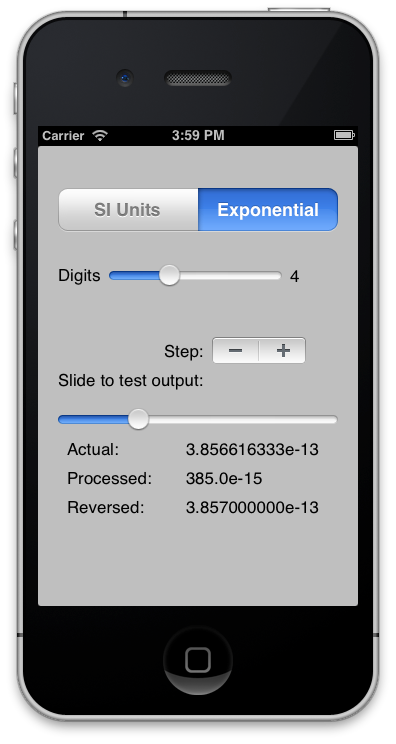 Carrier 3:59 PM
SI Units Exponential
Digits 4
Step: − +
Slide to test output:
Actual: 3.856616333e-13
Processed: 385.0e-15
Reversed: 3.857000000e-13